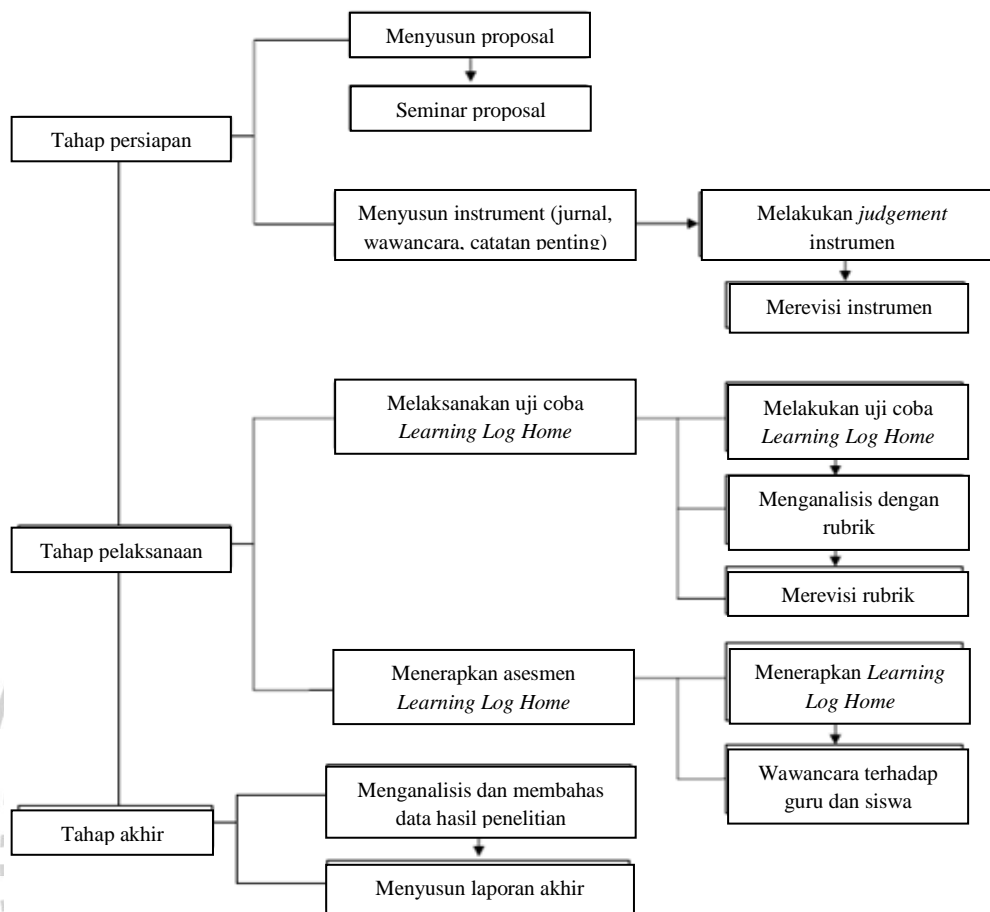 Menyusun proposal
Seminar proposal
Tahap persiapan
Menyusun instrument (jurnal,
wawancara, catatan penting)
Melakukan judgement
instrumen
Merevisi instrumen
Melaksanakan uji coba
Learning Log Home
Melakukan uji coba
Learning Log Home
Menganalisis dengan
rubrik
Merevisi rubrik
Tahap pelaksanaan
Menerapkan asesmen
Learning Log Home
Menerapkan Learning
Log Home
Wawancara terhadap
guru dan siswa
Tahap akhir
Menganalisis dan membahas
data hasil penelitian
Menyusun laporan akhir